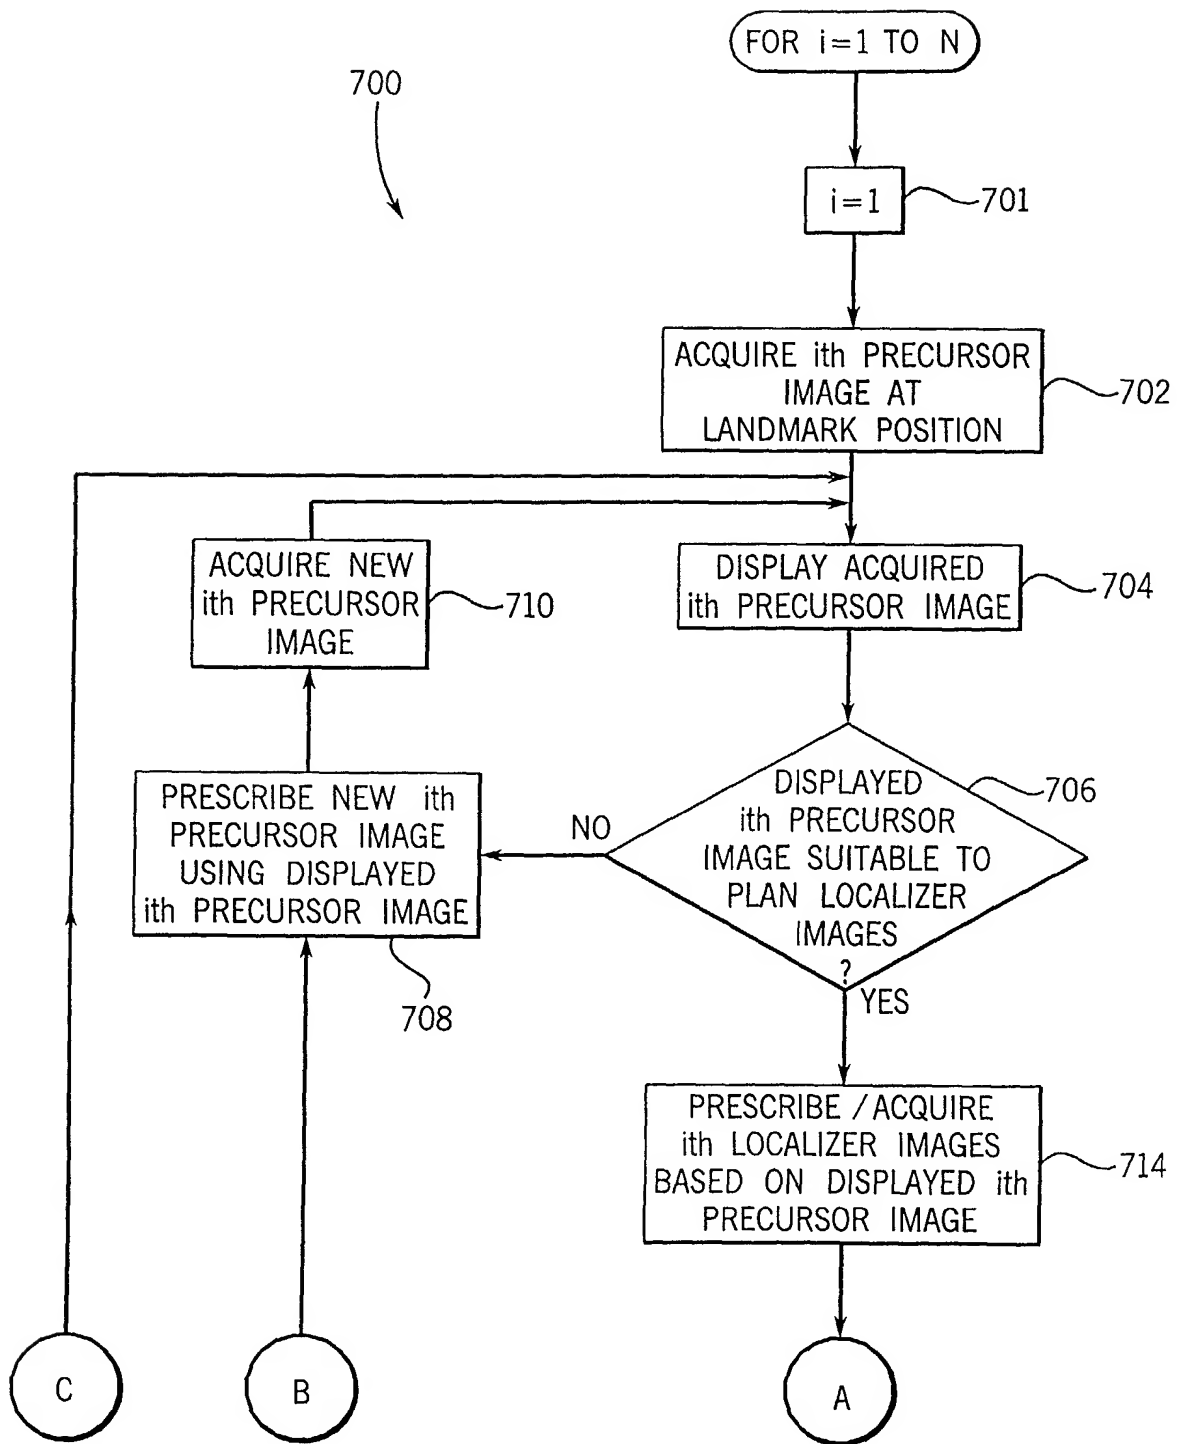 FOR i=1 TO N
700
i=1
701
ACQUIRE ith PRECURSOR
IMAGE AT
LANDMARK POSITION
702
ACQUIRE NEW
ith PRECURSOR
IMAGE
710
DISPLAY ACQUIRED
ith PRECURSOR IMAGE
704
PRESCRIBE NEW ith
PRECURSOR IMAGE
USING DISPLAYED
ith PRECURSOR IMAGE
708
NO
DISPLAYED
ith PRECURSOR
IMAGE SUITABLE TO
PLAN LOCALIZER
IMAGES
?
706
YES
PRESCRIBE / ACQUIRE
ith LOCALIZER IMAGES
BASED ON DISPLAYED ith
PRECURSOR IMAGE
714
C
B
A